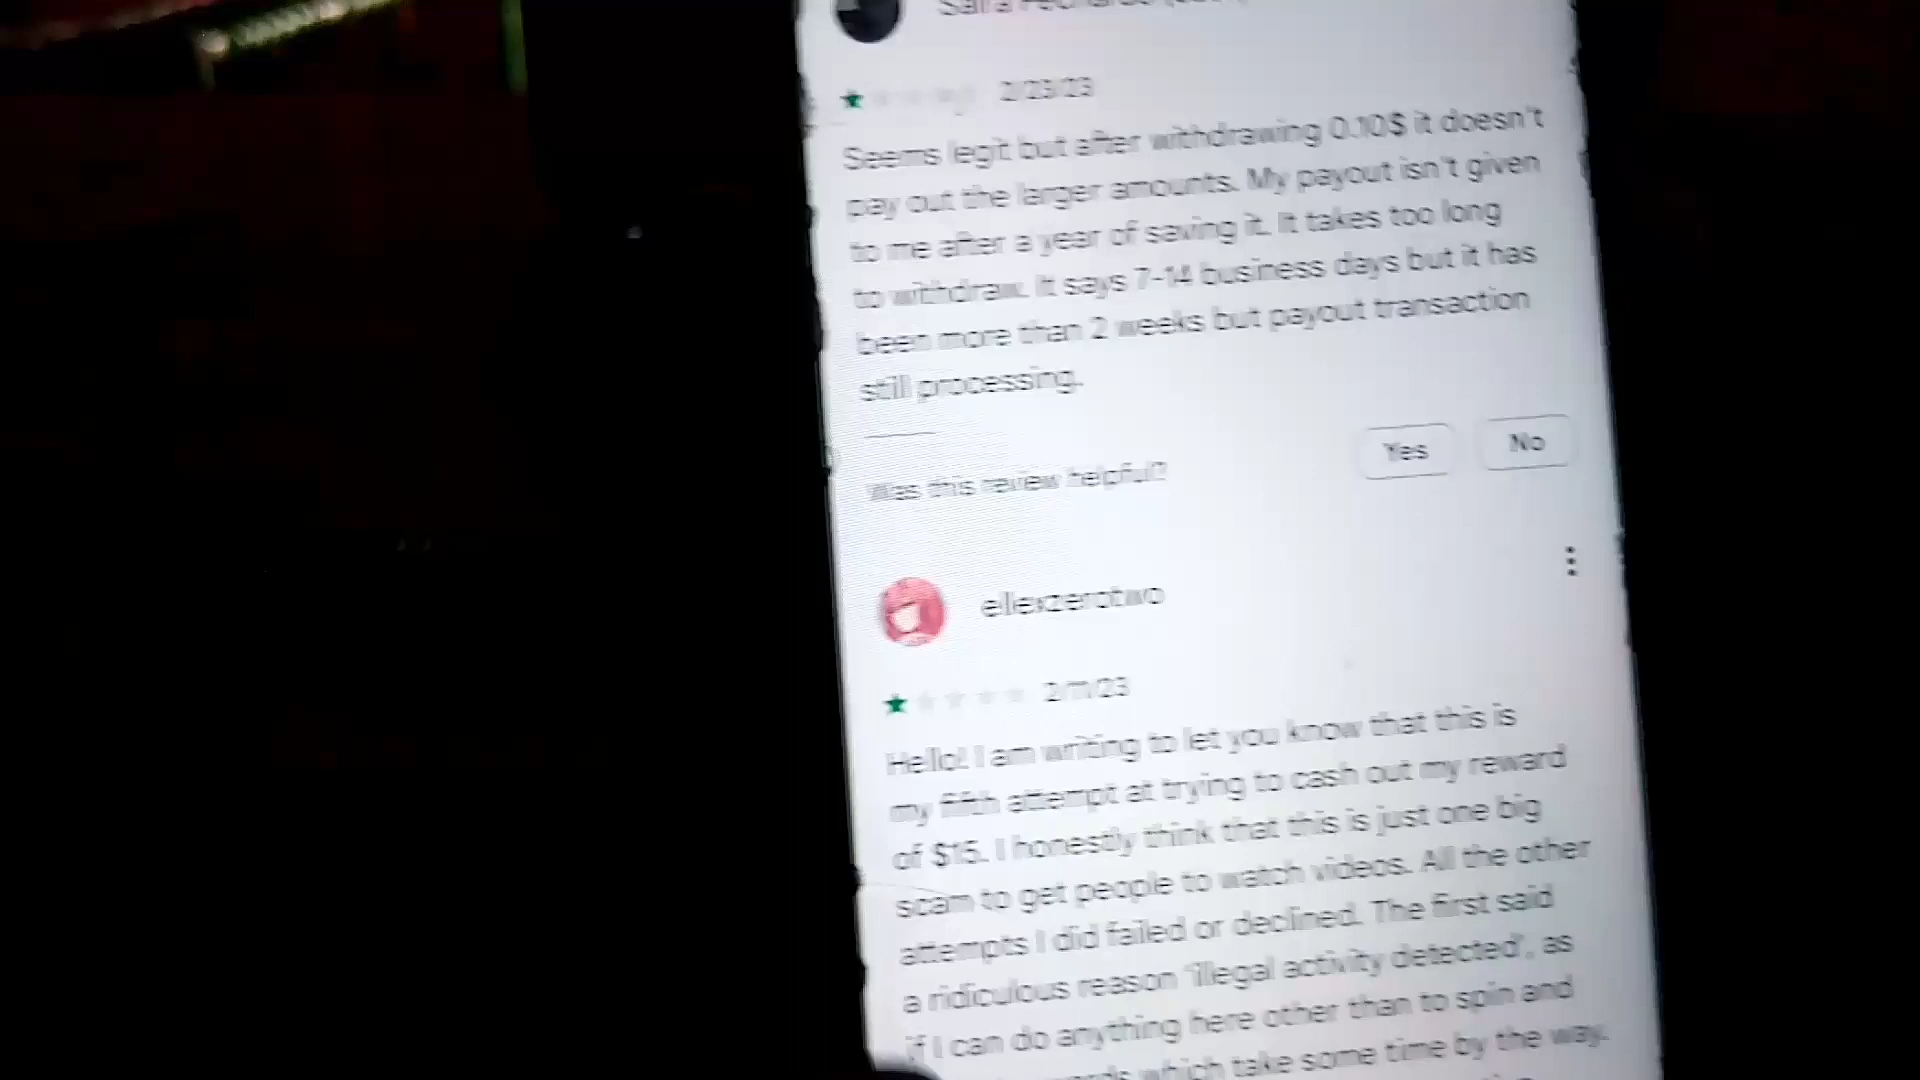 2/23/23
Seems legit but after withdrawing 0.10$ it doesn't
pay out the larger amounts. My payout isn't given
to me after a year of saving it. It takes too long
to withdraw. It says 7-14 business days but it has
been more than 2 weeks but payout transaction
still processing.
Was this review helpful?
Yes
No
ellexzerotwo
2/11/23
Hello! I am writing to let you know that this is
my fifth attempt at trying to cash out my reward
of $15. I honestly think that this is just one big
scam to get people to watch videos. All the other
attempts I did failed or declined. The first said
a ridiculous reason 'illegal activity detected', as
if I can do anything here other than to spin and
which take some time by the way.